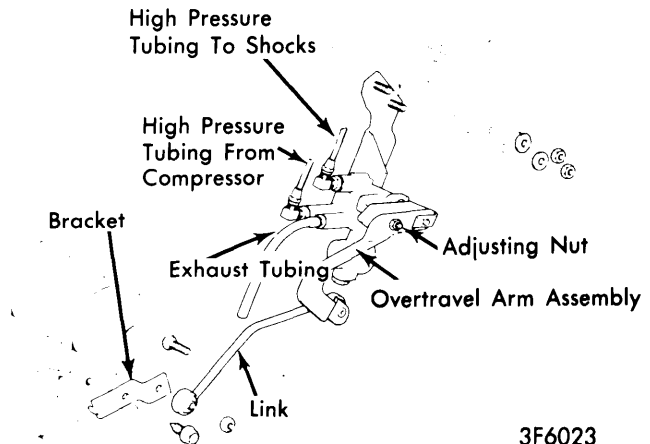 High Pressure
Tubing To Shocks
High Pressure
Tubing From
Compressor
Bracket
Exhaust Tubing
Adjusting Nut
Overtravel Arm Assembly
Link
3F6023